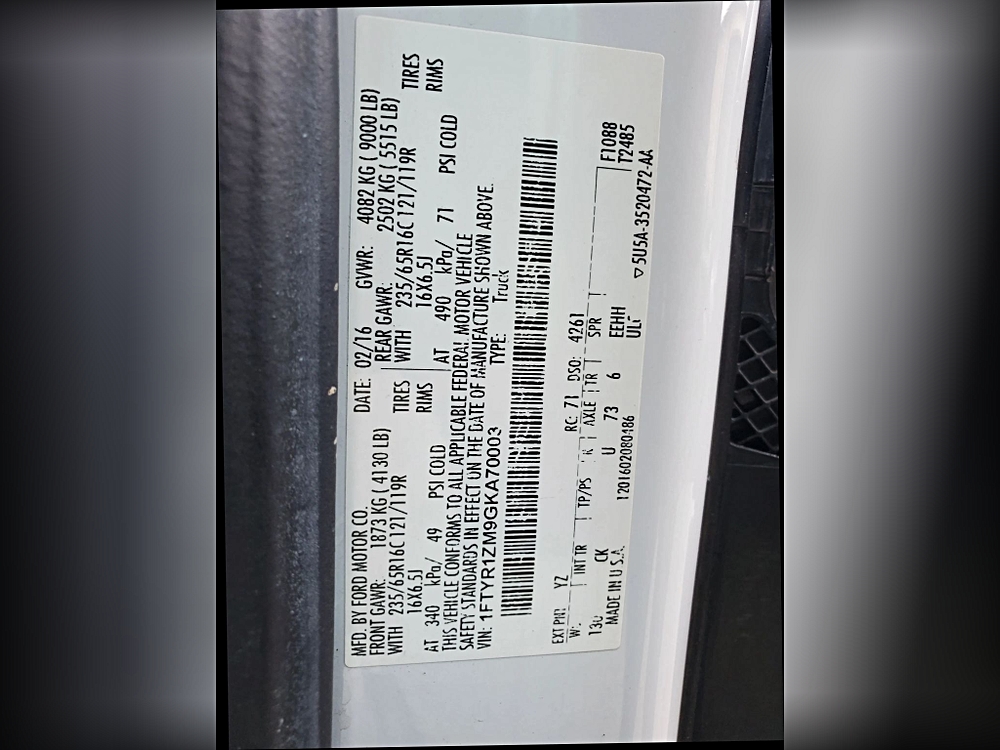 MFD. BY FORD MOTOR CO.
DATE: 02/16 GVWR: 4082 KG ( 9000 LB)
FRONT GAWR: 1873 KG ( 4130 LB)
REAR GAWR: 2502 KG ( 5515 LB)
WITH 235/65R16C 121/119R TIRES
WITH 235/65R16C 121/119R TIRES
16X6.5J RIMS
16X6.5J RIMS
AT 340 kPa/ 49 PSI COLD
AT 490 kPa/ 71 PSI COLD
THIS VEHICLE CONFORMS TO ALL APPLICABLE FEDERAL MOTOR VEHICLE
SAFETY STANDARDS IN EFFECT ON THE DATE OF MANUFACTURE SHOWN ABOVE.
VIN: 1FTYR1ZM9GKA70003 TYPE: Truck
EXT PNT YZ RC: 71 DSO: 4261
INT TR TP/PS AXLE TR SPR F1088
CK U 73 6 EEHH T2485
MADE IN U.S.A. 1201602080486
▽5U5A-3520472-AA